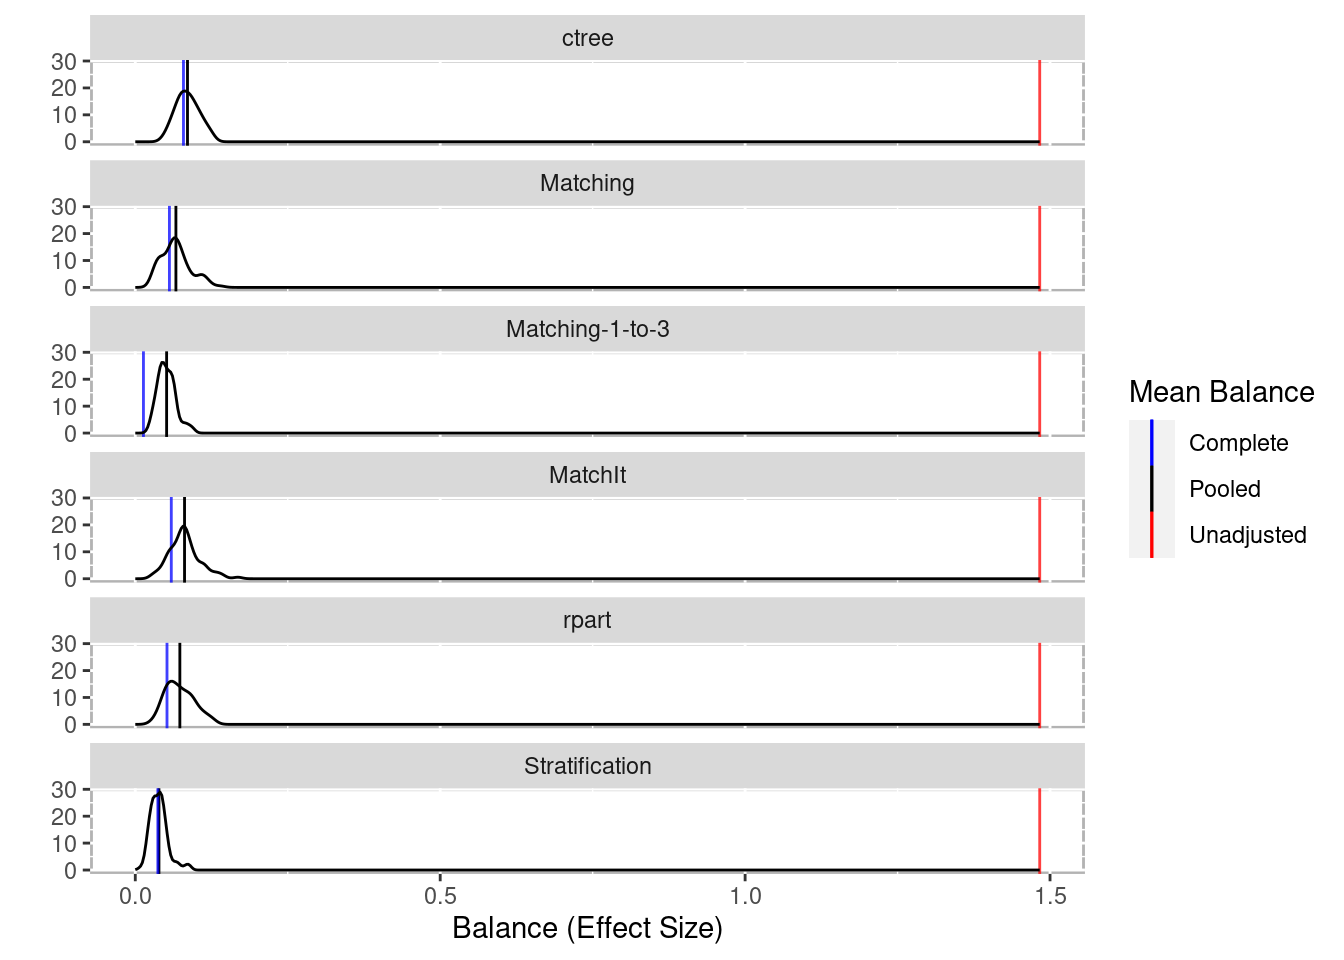 ctree
30
20
10
0
Matching
30
20
10
0
Matching-1-to-3
30
20
10
0
MatchIt
30
20
10
0
rpart
30
20
10
0
Stratification
30
20
10
0
0.0 0.5 1.0 1.5
Balance (Effect Size)
Mean Balance
Complete
Pooled
Unadjusted